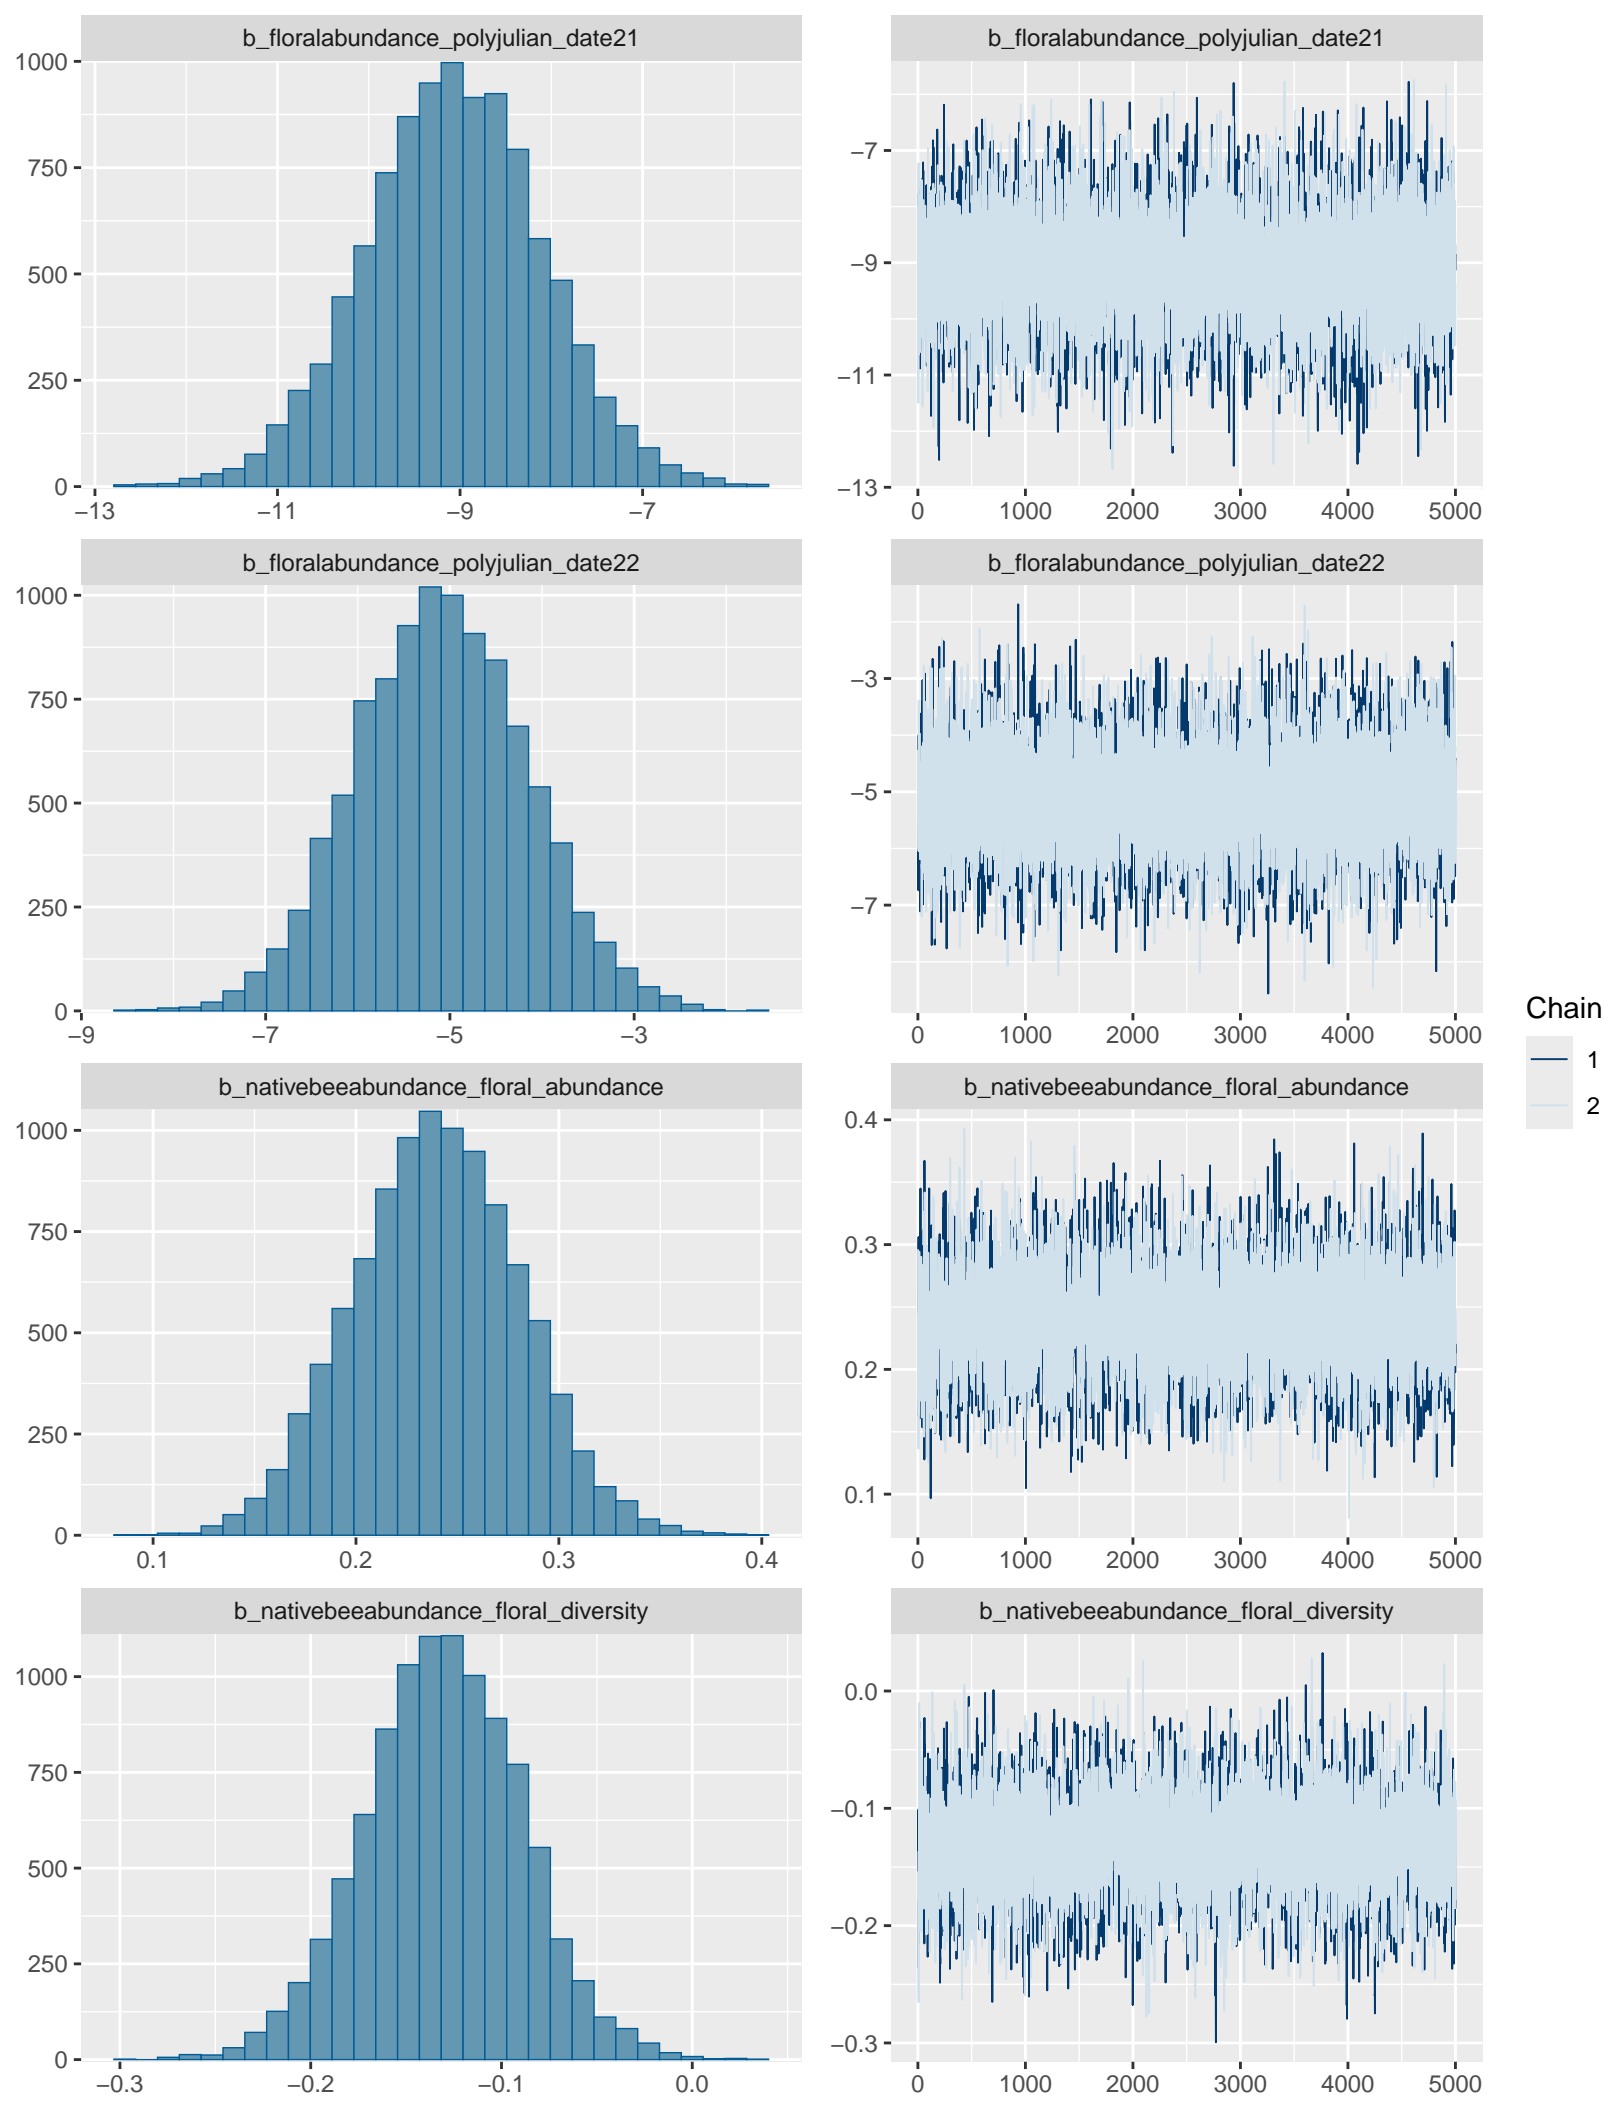 b_floralabundance_polyjulian_date21
1000
750
500
250
0
−13 −11 −9 −7
b_floralabundance_polyjulian_date21
−7
−9
−11
−13
0 1000 2000 3000 4000 5000
b_floralabundance_polyjulian_date22
1000
750
500
250
0
−9 −7 −5 −3
b_floralabundance_polyjulian_date22
−3
−5
−7
0 1000 2000 3000 4000 5000
b_nativebeeabundance_floral_abundance
1000
750
500
250
0
0.1 0.2 0.3 0.4
b_nativebeeabundance_floral_abundance
0.4
0.3
0.2
0.1
0 1000 2000 3000 4000 5000
b_nativebeeabundance_floral_diversity
1000
750
500
250
0
−0.3 −0.2 −0.1 0.0
b_nativebeeabundance_floral_diversity
0.0
−0.1
−0.2
−0.3
0 1000 2000 3000 4000 5000
Chain
1
2